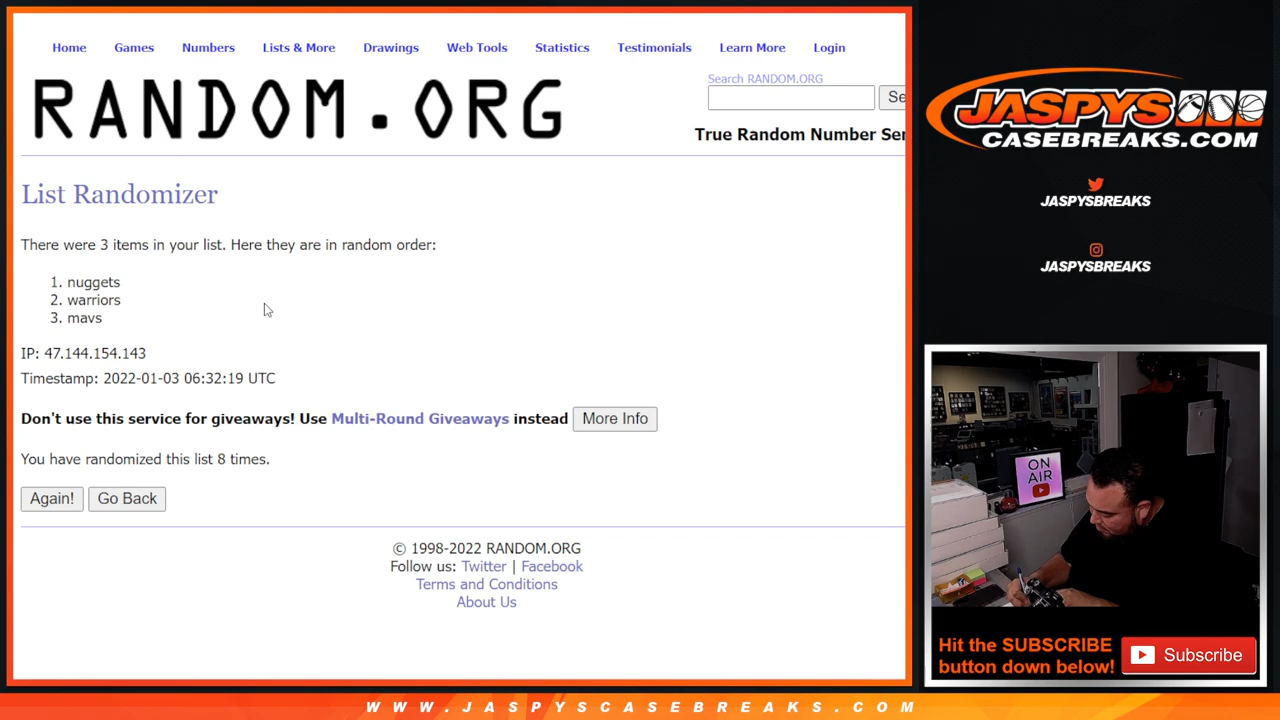 Home Games Numbers Lists & More Drawings Web Tools Statistics Testimonials Learn More Login
RANDOM.ORG
Search RANDOM.ORG
Se
True Random Number Ser
List Randomizer
There were 3 items in your list. Here they are in random order:
1. nuggets
2. warriors
3. mavs
IP: 47.144.154.143
Timestamp: 2022-01-03 06:32:19 UTC
Don't use this service for giveaways! Use Multi-Round Giveaways instead More Info
You have randomized this list 8 times.
Again! Go Back
© 1998-2022 RANDOM.ORG
Follow us: Twitter | Facebook
Terms and Conditions
About Us
JASPYS
CASEBREAKS.COM
JASPYSBREAKS
JASPYSBREAKS
ON
AIR
Hit the SUBSCRIBE
button down below!
Subscribe
WWW.JASPYSCASEBREAKS.COM